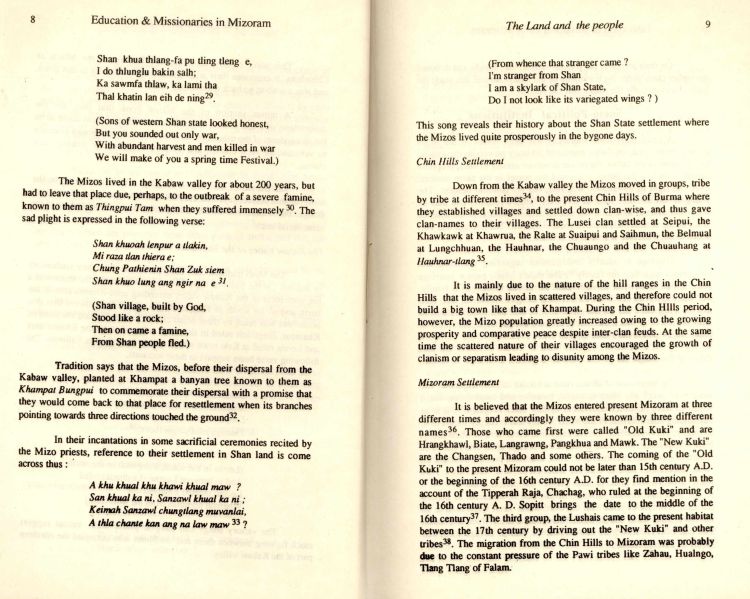 8 Education & Missionaries in Mizoram
Shan khua thlang-fa pu tling tleng e,
I do thlunglu bakin salh;
Ka sawmfa thlaw, ka lami tha
Thal khatin lan eih de ning29.
(Sons of western Shan state looked honest,
But you sounded out only war,
With abundant harvest and men killed in war
We will make of you a spring time Festival.)
The Mizos lived in the Kabaw valley for about 200 years, but
had to leave that place due, perhaps, to the outbreak of a severe famine,
known to them as Thingpui Tam when they suffered immensely 30. The
sad plight is expressed in the following verse:
Shan khuoah lenpur a tlakin,
Mi raza tlan thiera e;
Chung Pathienin Shan Zuk siem
Shan khuo lung ang ngir na e 31.
(Shan village, built by God,
Stood like a rock;
Then on came a famine,
From Shan people fled.)
Tradition says that the Mizos, before their dispersal from the
Kabaw valley, planted at Khampat a banyan tree known to them as
Khampat Bungpui to commemorate their dispersal with a promise that
they would come back to that place for resettlement when its branches
pointing towards three directions touched the ground32.
In their incantations in some sacrificial ceremonies recited by
the Mizo priests, reference to their settlement in Shan land is come
across thus :
A khu khual khu khawi khual maw ?
San khual ka ni, Sanzawl khual ka ni ;
Keimah Sanzawl chungtlang muvanlai,
A thla chante kan ang na law maw 33 ?
The Land and the people 9
(From whence that stranger came ?
I'm stranger from Shan
I am a skylark of Shan State,
Do I not look like its variegated wings ? )
This song reveals their history about the Shan State settlement where
the Mizos lived quite prosperously in the bygone days.
Chin Hills Settlement
Down from the Kabaw valley the Mizos moved in groups, tribe
by tribe at different times34, to the present Chin Hills of Burma where
they established villages and settled down clan-wise, and thus gave
clan-names to their villages. The Lusei clan settled at Seipui, the
Khawkawk at Khawrua, the Ralte at Suaipui and Saihmun, the Belmual
at Lungchhuan, the Hauhnar, the Chuaungo and the Chuauhang at
Hauhnar-tlang 35.
It is mainly due to the nature of the hill ranges in the Chin
Hills that the Mizos lived in scattered villages, and therefore could not
build a big town like that of Khampat. During the Chin Hills period,
however, the Mizo population greatly increased owing to the growing
prosperity and comparative peace despite inter-clan feuds. At the same
time the scattered nature of their villages encouraged the growth of
clanism or separatism leading to disunity among the Mizos.
Mizoram Settlement
It is believed that the Mizos entered present Mizoram at three
different times and accordingly they were known by three different
names36. Those who came first were called "Old Kuki" and are
Hrangkhawl, Biate, Langrawng, Pangkhua and Mawk. The "New Kuki"
are the Changsen, Thado and some others. The coming of the "Old
Kuki" to the present Mizoram could not be later than 15th century A.D.
or the beginning of the 16th century A.D. for they find mention in the
account of the Tipperah Raja, Chachag, who ruled at the beginning of
the 16th century A. D. Sopitt brings the date to the middle of the
16th century37. The third group, the Lushais came to the present habitat
between the 17th century by driving out the "New Kuki" and other
tribes38. The migration from the Chin Hills to Mizoram was probably
due to the constant pressure of the Pawi tribes like Zahau, Hualngo,
Tlang Tlang of Falam.